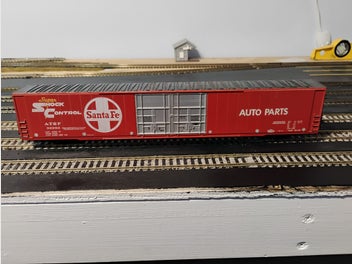 Super
SHOCK
CONTROL
Santa Fe
AUTO PARTS
ATSF